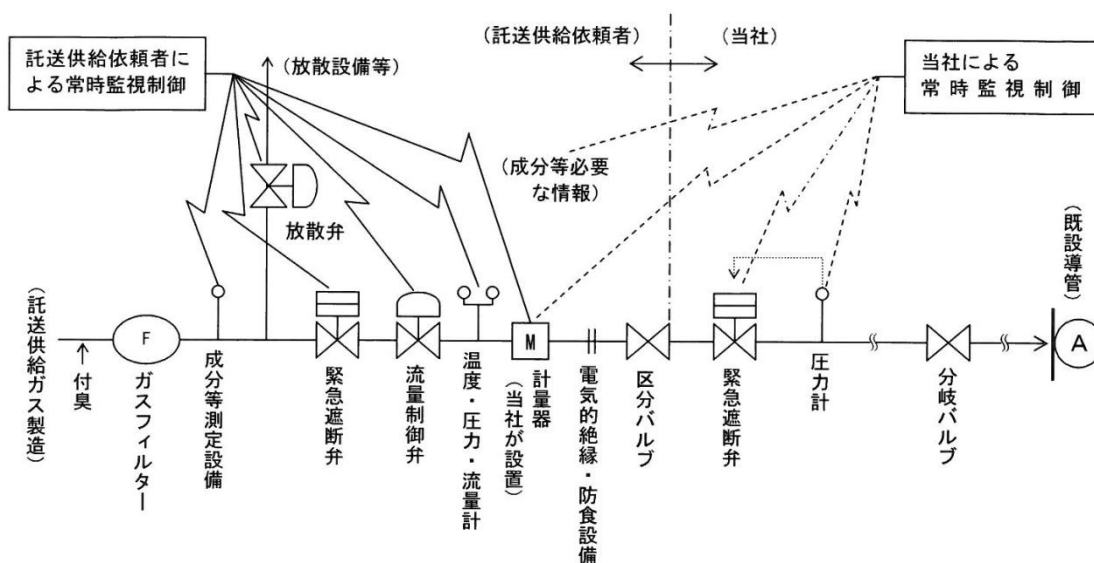 託送供給依頼者に
よる常時監視制御
(放散設備等)
(託送供給依頼者)
(当社)
当社による
常時監視制御
(成分等必要
な情報)
放散弁
(託送供給ガス製造)
付臭
F
ガスフィルター
成分等測定設備
緊急遮断弁
流量制御弁
温度・圧力・流量計
M
計量器
(当社が設置)
電気的絶縁・防食設備
区分バルブ
緊急遮断弁
圧力計
分岐バルブ
(既設導管)
A